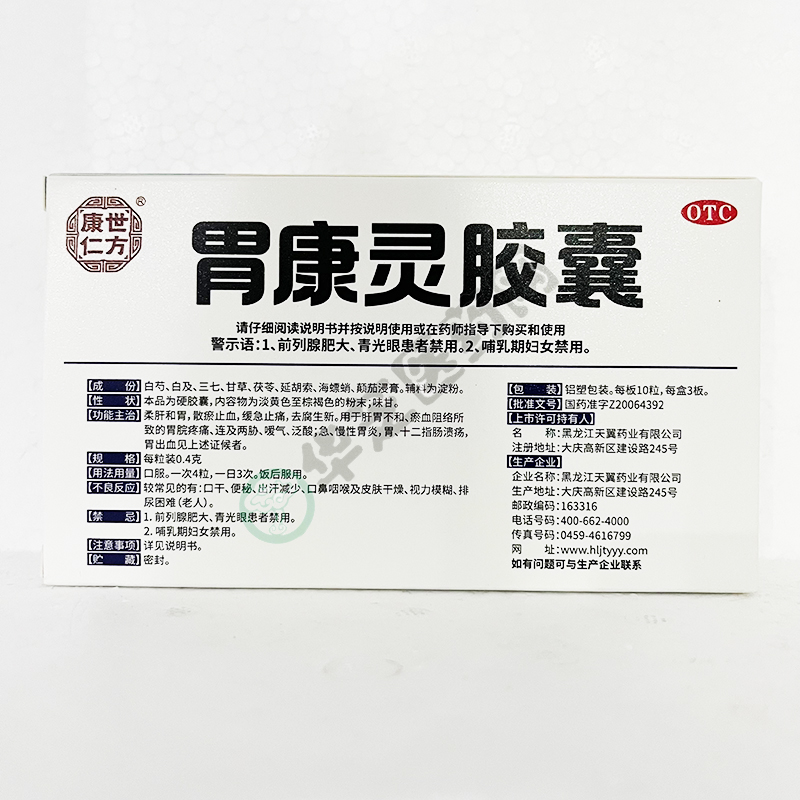 康世
仁方
®
OTC
胃康灵胶囊
请仔细阅读说明书并按说明使用或在药师指导下购买和使用
警示语:1、前列腺肥大、青光眼患者禁用。2、哺乳期妇女禁用。
【成 份】白芍、白及、三七、甘草、茯苓、延胡索、海螵蛸、颠茄浸膏。辅料为淀粉。
【性 状】本品为硬胶囊,内容物为淡黄色至棕褐色的粉末;味甘。
【功能主治】柔肝和胃,散瘀止血,缓急止痛,去腐生新。用于肝胃不和、瘀血阻络所
致的胃脘疼痛、连及两胁、嗳气、泛酸;急、慢性胃炎,胃、十二指肠溃疡,
胃出血见上述证候者。
【规 格】每粒装0.4克
【用法用量】口服。一次4粒,一日3次。饭后服用。
【不良反应】较常见的有:口干、便秘、出汗减少、口鼻咽喉及皮肤干燥、视力模糊、排
尿困难(老人)。
【禁 忌】1.前列腺肥大、青光眼患者禁用。
2.哺乳期妇女禁用。
【注意事项】详见说明书。
【贮 藏】密封。
【包 装】铝塑包装。每板10粒,每盒3板。
【批准文号】国药准字Z20064392
【上市许可持有人】
名 称:黑龙江天翼药业有限公司
注册地址:大庆高新区建设路245号
【生产企业】
企业名称:黑龙江天翼药业有限公司
生产地址:大庆高新区建设路245号
邮政编码:163316
电话号码:400-662-4000
传真号码:0459-4616799
网 址:www.hljtyyy.com
如有问题可与生产企业联系